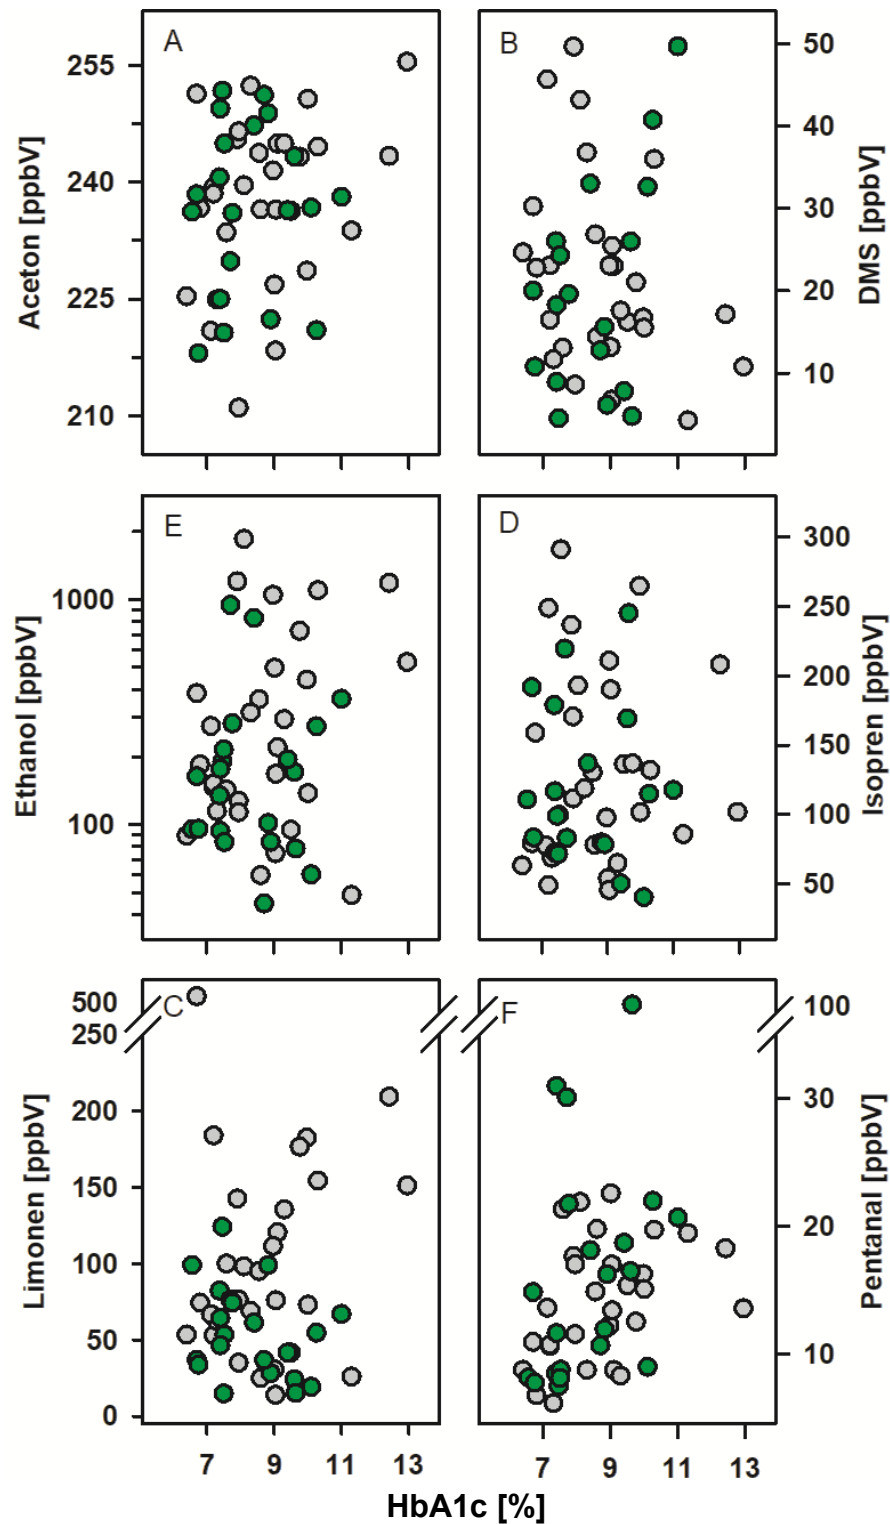 A
255
240
225
210
Aceton [ppbV]
B
50
40
30
20
10
DMS [ppbV]
E
1000
100
Ethanol [ppbV]
D
300
250
200
150
100
50
Isopren [ppbV]
C
500
250
200
150
100
50
0
Limonen [ppbV]
7 9 11 13
F
100
30
20
10
Pentanal [ppbV]
7 9 11 13
HbA1c [%]